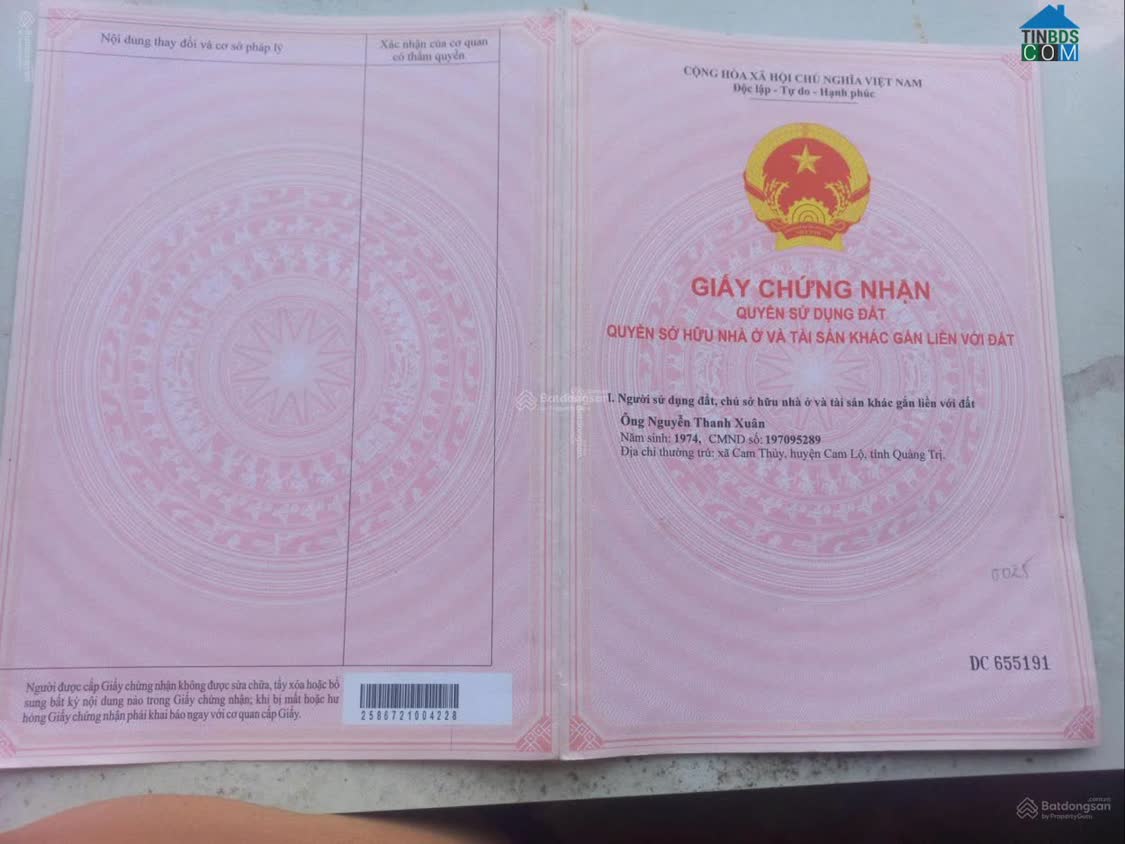 Nội dung thay đổi và cơ sở pháp lý
Xác nhận của cơ quan
có thẩm quyền
Người được cấp Giấy chứng nhận không được sửa chữa, tẩy xóa hoặc bổ
sung bất kỳ nội dung nào trong Giấy chứng nhận; khi bị mất hoặc hư
hỏng Giấy chứng nhận phải khai báo ngay với cơ quan cấp Giấy.
2586721004228
TINBDS
COM
CỘNG HÒA XÃ HỘI CHỦ NGHĨA VIỆT NAM
Độc lập - Tự do - Hạnh phúc
GIẤY CHỨNG NHẬN
QUYỀN SỬ DỤNG ĐẤT
QUYỀN SỞ HỮU NHÀ Ở VÀ TÀI SẢN KHÁC GẮN LIỀN VỚI ĐẤT
I. Người sử dụng đất, chủ sở hữu nhà ở và tài sản khác gắn liền với đất
Ông Nguyễn Thanh Xuân
Năm sinh: 1974, CMND số: 197095289
Địa chỉ thường trú: xã Cam Thủy, huyện Cam Lộ, tỉnh Quảng Trị.
0025
DC 655191
Batdongsan
Batdongsan
.com.vn
by PropertyGuru